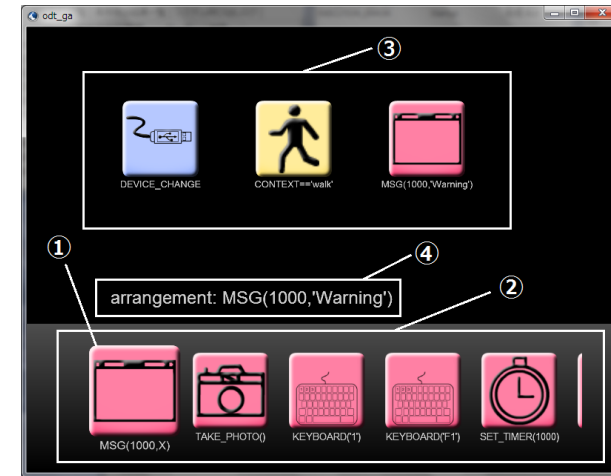 odt_ga
③
DEVICE_CHANGE
CONTEXT=='walk'
MSG(1000,'Warning')
①
④
arrangement: MSG(1000,'Warning')
②
MSG(1000,X)
TAKE_PHOTO()
KEYBOARD('1')
KEYBOARD('F1')
SET_TIMER(1000)